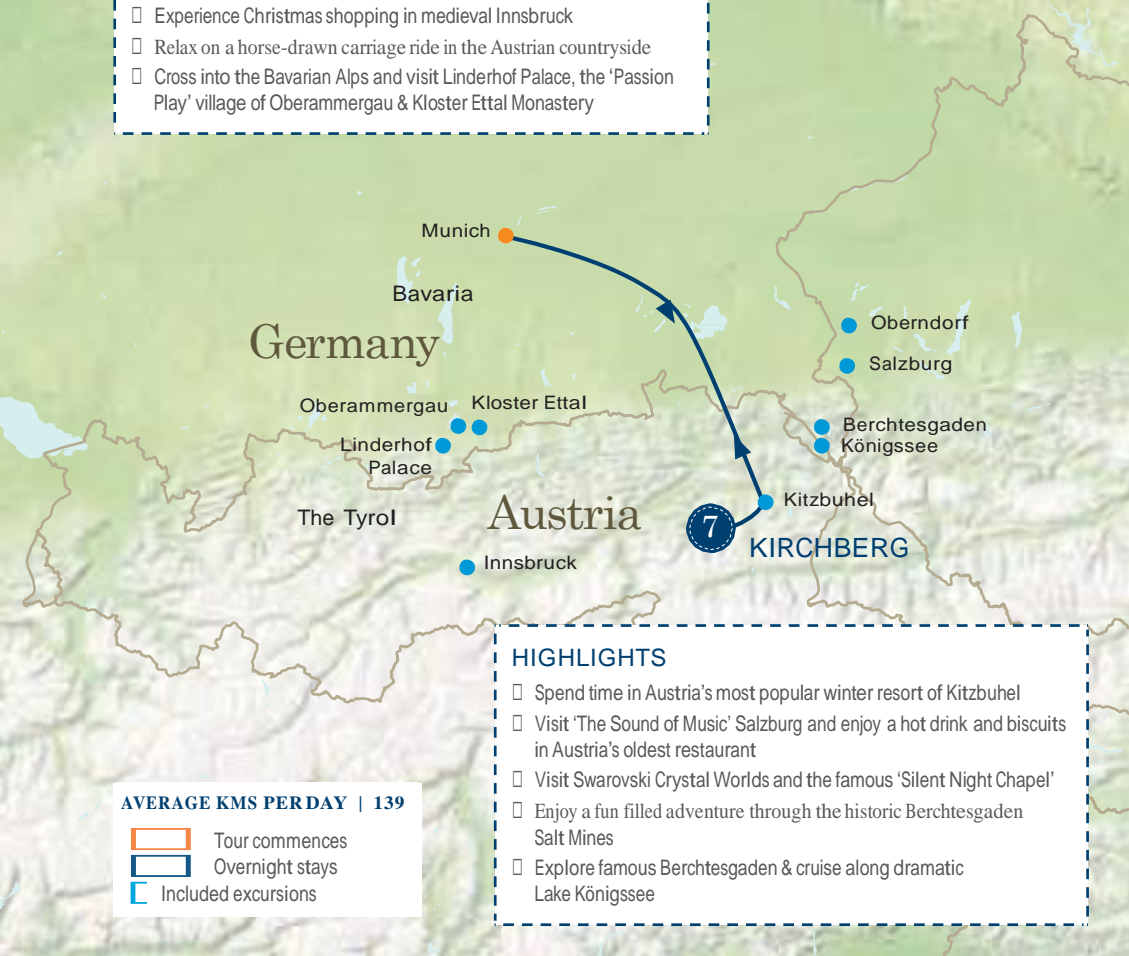 Experience Christmas shopping in medieval Innsbruck
Relax on a horse-drawn carriage ride in the Austrian countryside
Cross into the Bavarian Alps and visit Linderhof Palace, the ‘Passion
Play’ village of Oberammergau & Kloster Ettal Monastery
Munich
Bavaria
Germany
Oberndorf
Salzburg
Oberammergau
Kloster Ettal
Linderhof
Palace
Berchtesgaden
Königssee
The Tyrol
Austria
Kitzbuhel
7
KIRCHBERG
Innsbruck
HIGHLIGHTS
Spend time in Austria’s most popular winter resort of Kitzbuhel
Visit ‘The Sound of Music’ Salzburg and enjoy a hot drink and biscuits
in Austria’s oldest restaurant
Visit Swarovski Crystal Worlds and the famous ‘Silent Night Chapel’
Enjoy a fun filled adventure through the historic Berchtesgaden
Salt Mines
Explore famous Berchtesgaden & cruise along dramatic
Lake Königssee
AVERAGE KMS PER DAY | 139
Tour commences
Overnight stays
Included excursions